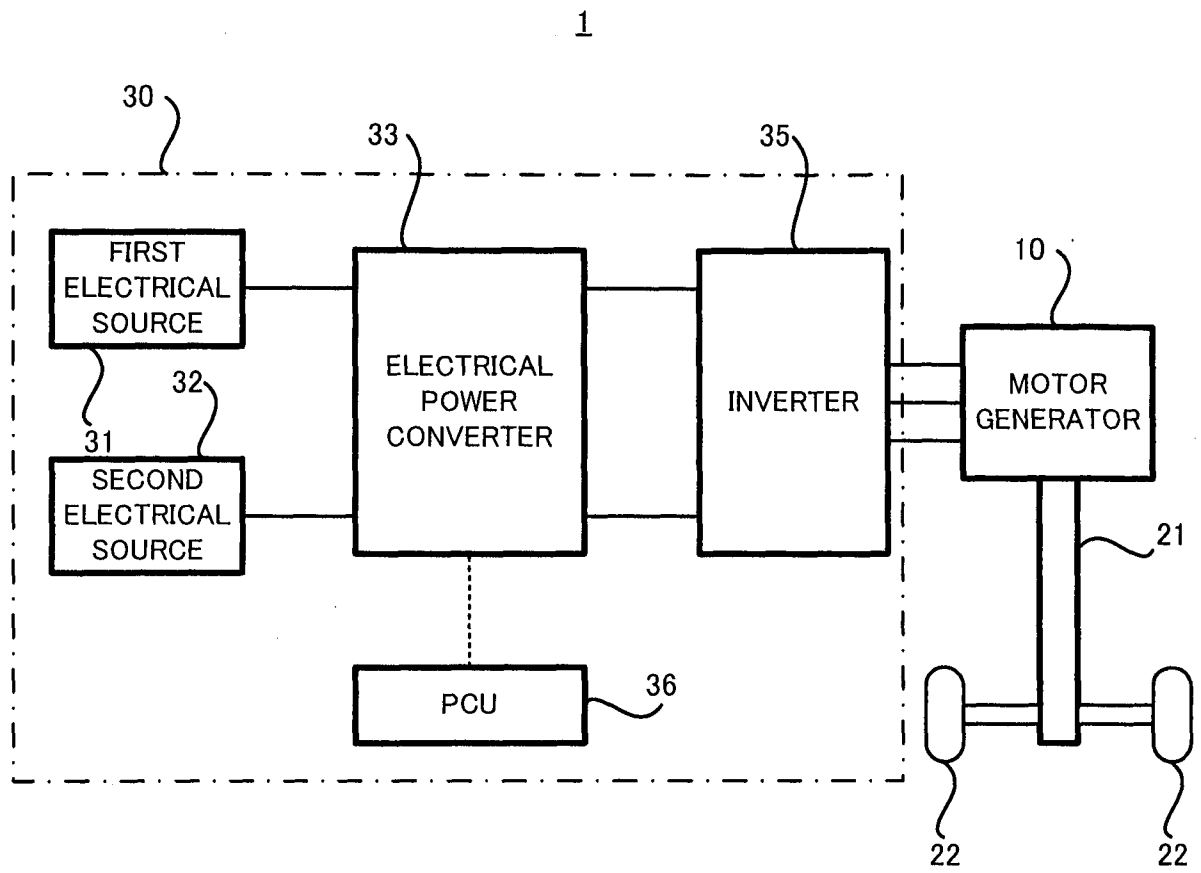 1
30
33
35
FIRST
ELECTRICAL
SOURCE
10
31
32
ELECTRICAL
POWER
CONVERTER
INVERTER
MOTOR
GENERATOR
SECOND
ELECTRICAL
SOURCE
21
PCU
36
22
22